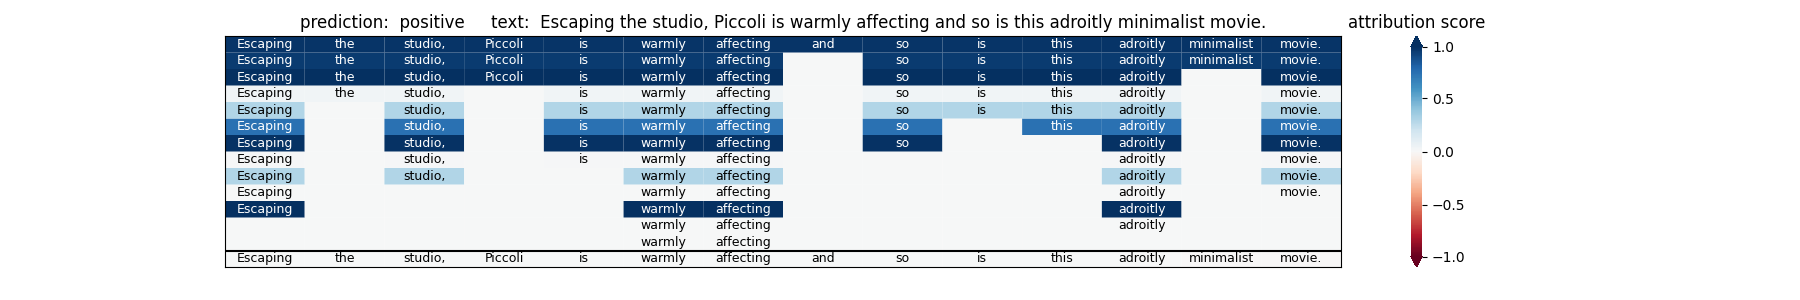 prediction: positive text: Escaping the studio, Piccoli is warmly affecting and so is this adroitly minimalist movie. attribution score
Escaping the studio, Piccoli is warmly affecting and so is this adroitly minimalist movie.
Escaping the studio, Piccoli is warmly affecting so is this adroitly minimalist movie.
Escaping the studio, Piccoli is warmly affecting so is this adroitly movie.
Escaping the studio, is warmly affecting so is this adroitly movie.
Escaping studio, is warmly affecting so is this adroitly movie.
Escaping studio, is warmly affecting so this adroitly movie.
Escaping studio, is warmly affecting so adroitly movie.
Escaping studio, is warmly affecting adroitly movie.
Escaping studio, warmly affecting adroitly movie.
Escaping warmly affecting adroitly movie.
Escaping warmly affecting adroitly
warmly affecting adroitly
warmly affecting
Escaping the studio, Piccoli is warmly affecting and so is this adroitly minimalist movie.
1.0
0.5
0.0
−0.5
−1.0